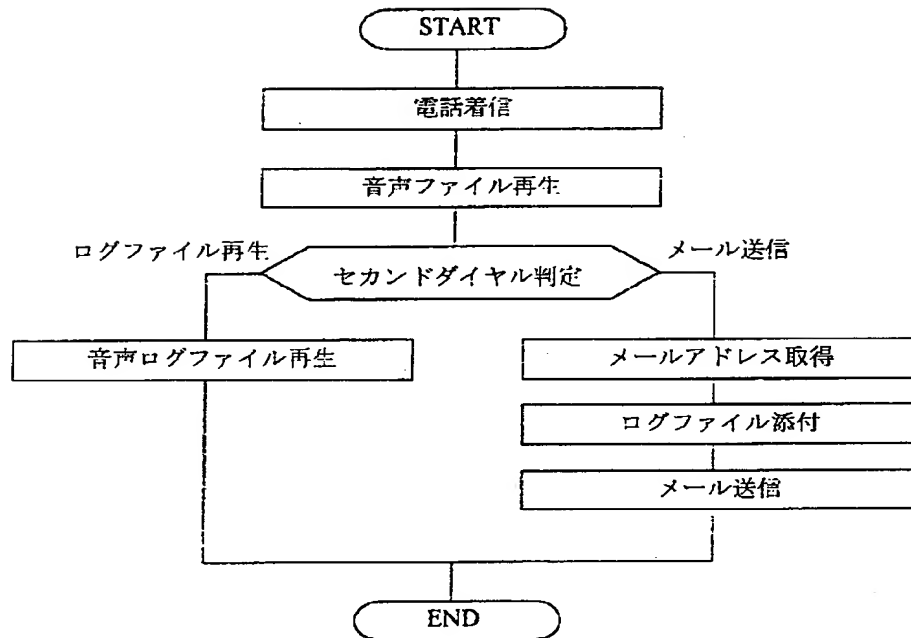 START
電話着信
音声ファイル再生
ログファイル再生
メール送信
セカンドダイヤル判定
音声ログファイル再生
メールアドレス取得
ログファイル添付
メール送信
END